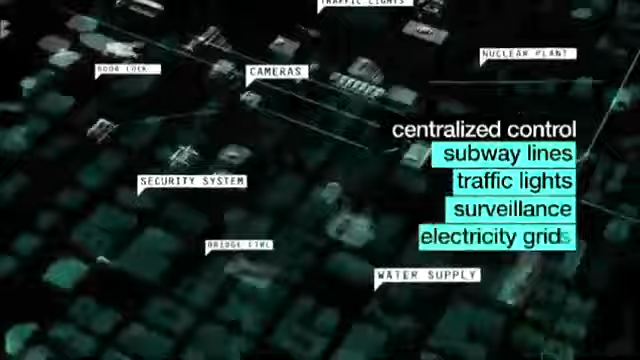 TRAFFIC LIGHTS
NUCLEAR PLANT
DOOR LOCK
CAMERAS
centralized control
subway lines
traffic lights
surveillance
electricity grids
SECURITY SYSTEM
BRIDGE CTRL
WATER SUPPLY